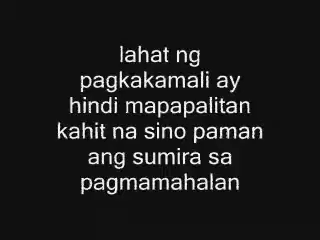 lahat ng
pagkakamali ay
hindi mapapalitan
kahit na sino paman
ang sumira sa
pagmamahalan